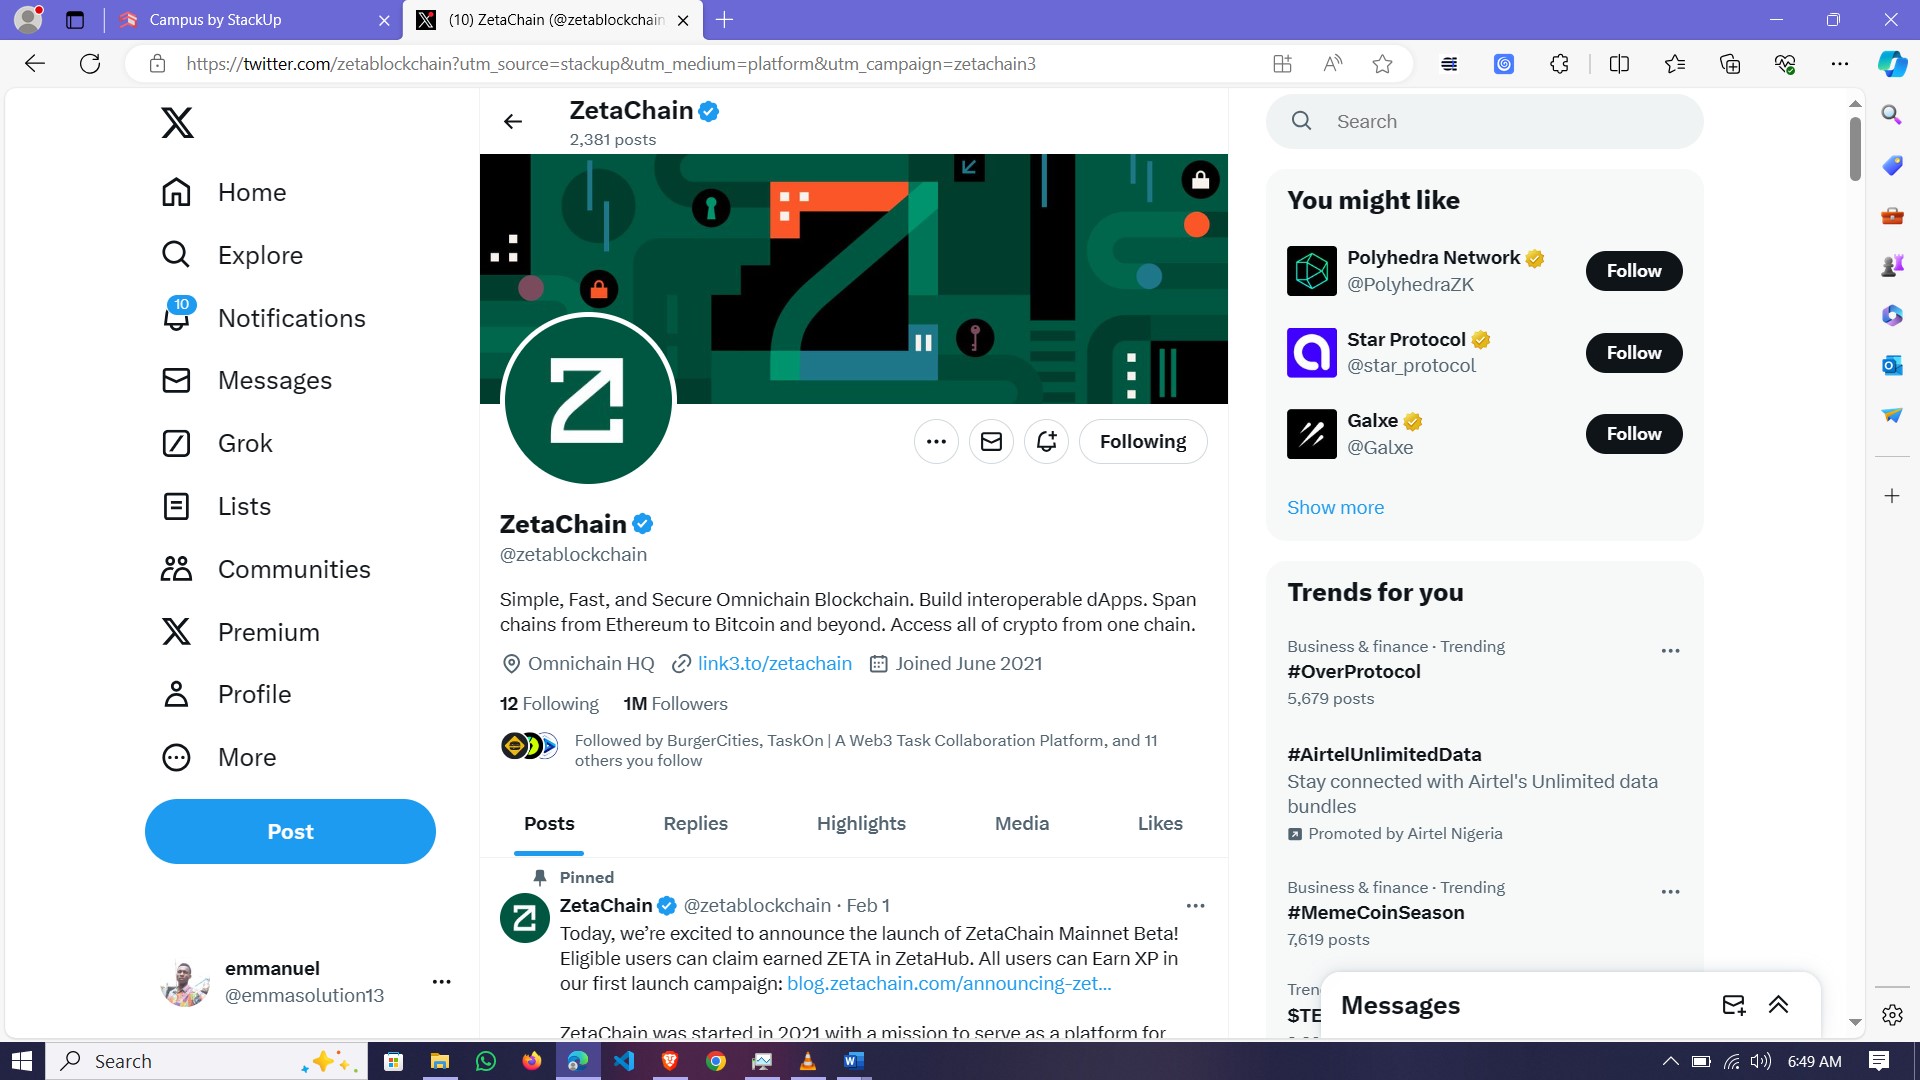 Campus by StackUp
(10) ZetaChain (@zetablockchain
https://twitter.com/zetablockchain?utm_source=stackup&utm_medium=platform&utm_campaign=zetachain3
Home
Explore
10
Notifications
Messages
Grok
Lists
Communities
Premium
Profile
More
Post
emmanuel
@emmasolution13
ZetaChain
2,381 posts
Following
ZetaChain
@zetablockchain
Simple, Fast, and Secure Omnichain Blockchain. Build interoperable dApps. Span
chains from Ethereum to Bitcoin and beyond. Access all of crypto from one chain.
Omnichain HQ link3.to/zetachain Joined June 2021
12 Following 1M Followers
Followed by BurgerCities, TaskOn | A Web3 Task Collaboration Platform, and 11
others you follow
Posts Replies Highlights Media Likes
Pinned
ZetaChain @zetablockchain · Feb 1
Today, we’re excited to announce the launch of ZetaChain Mainnet Beta!
Eligible users can claim earned ZETA in ZetaHub. All users can Earn XP in
our first launch campaign: blog.zetachain.com/announcing-zet...
ZetaChain was started in 2021 with a mission to serve as a platform for
Search
You might like
Polyhedra Network
@PolyhedraZK
Follow
Star Protocol
@star_protocol
Follow
Galxe
@Galxe
Follow
Show more
Trends for you
Business & finance · Trending
#OverProtocol
5,679 posts
#AirtelUnlimitedData
Stay connected with Airtel's Unlimited data
bundles
Promoted by Airtel Nigeria
Business & finance · Trending
#MemeCoinSeason
7,619 posts
Messages
Search
6:49 AM